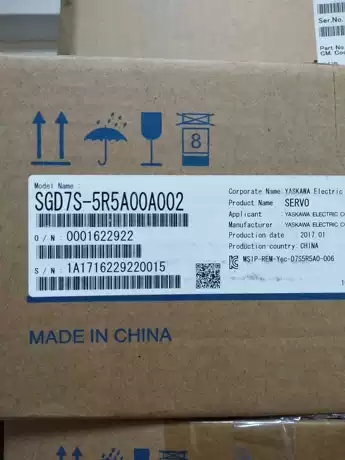 Ser.No.
Part No.
8
Model Name :
SGD7S-5R5A00A002
O/N : 0001622922
S/N : 1A1716229220015
Corporate Name : YASKAWA Electric
Product Name SERVO
Applicant YASKAWA ELECTRIC CO
Manufacturer YASKAWA ELECTRIC CO
Production date : 2017.01
Production country: CHINA
MSIP-REM-Ygc-D7S5R5A0-006
MADE IN CHINA